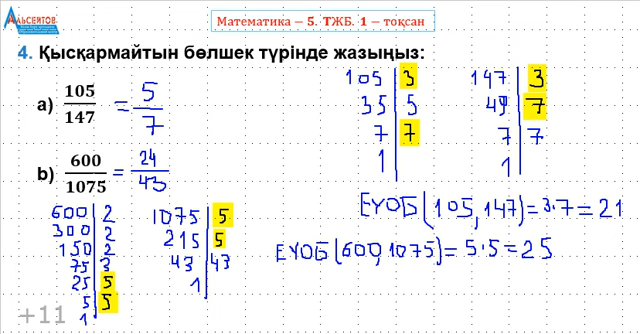 АЛЬСЕЙТОВ
Математика – 5. ТЖБ. 1 – тоқсан
4. Қысқармайтын бөлшек түрінде жазыңыз:
a) 105/147 = 5/7
105 | 3
35 | 5
7 | 7
1
147 | 3
49 | 7
7 | 7
1
b) 600/1075 = 24/43
600 | 2
300 | 2
150 | 2
75 | 3
25 | 5
5 | 5
1
1075 | 5
215 | 5
43 | 43
1
ЕҮОБ(105,147)=3·7=21
ЕҮОБ(600,1075)=5·5=25
+11